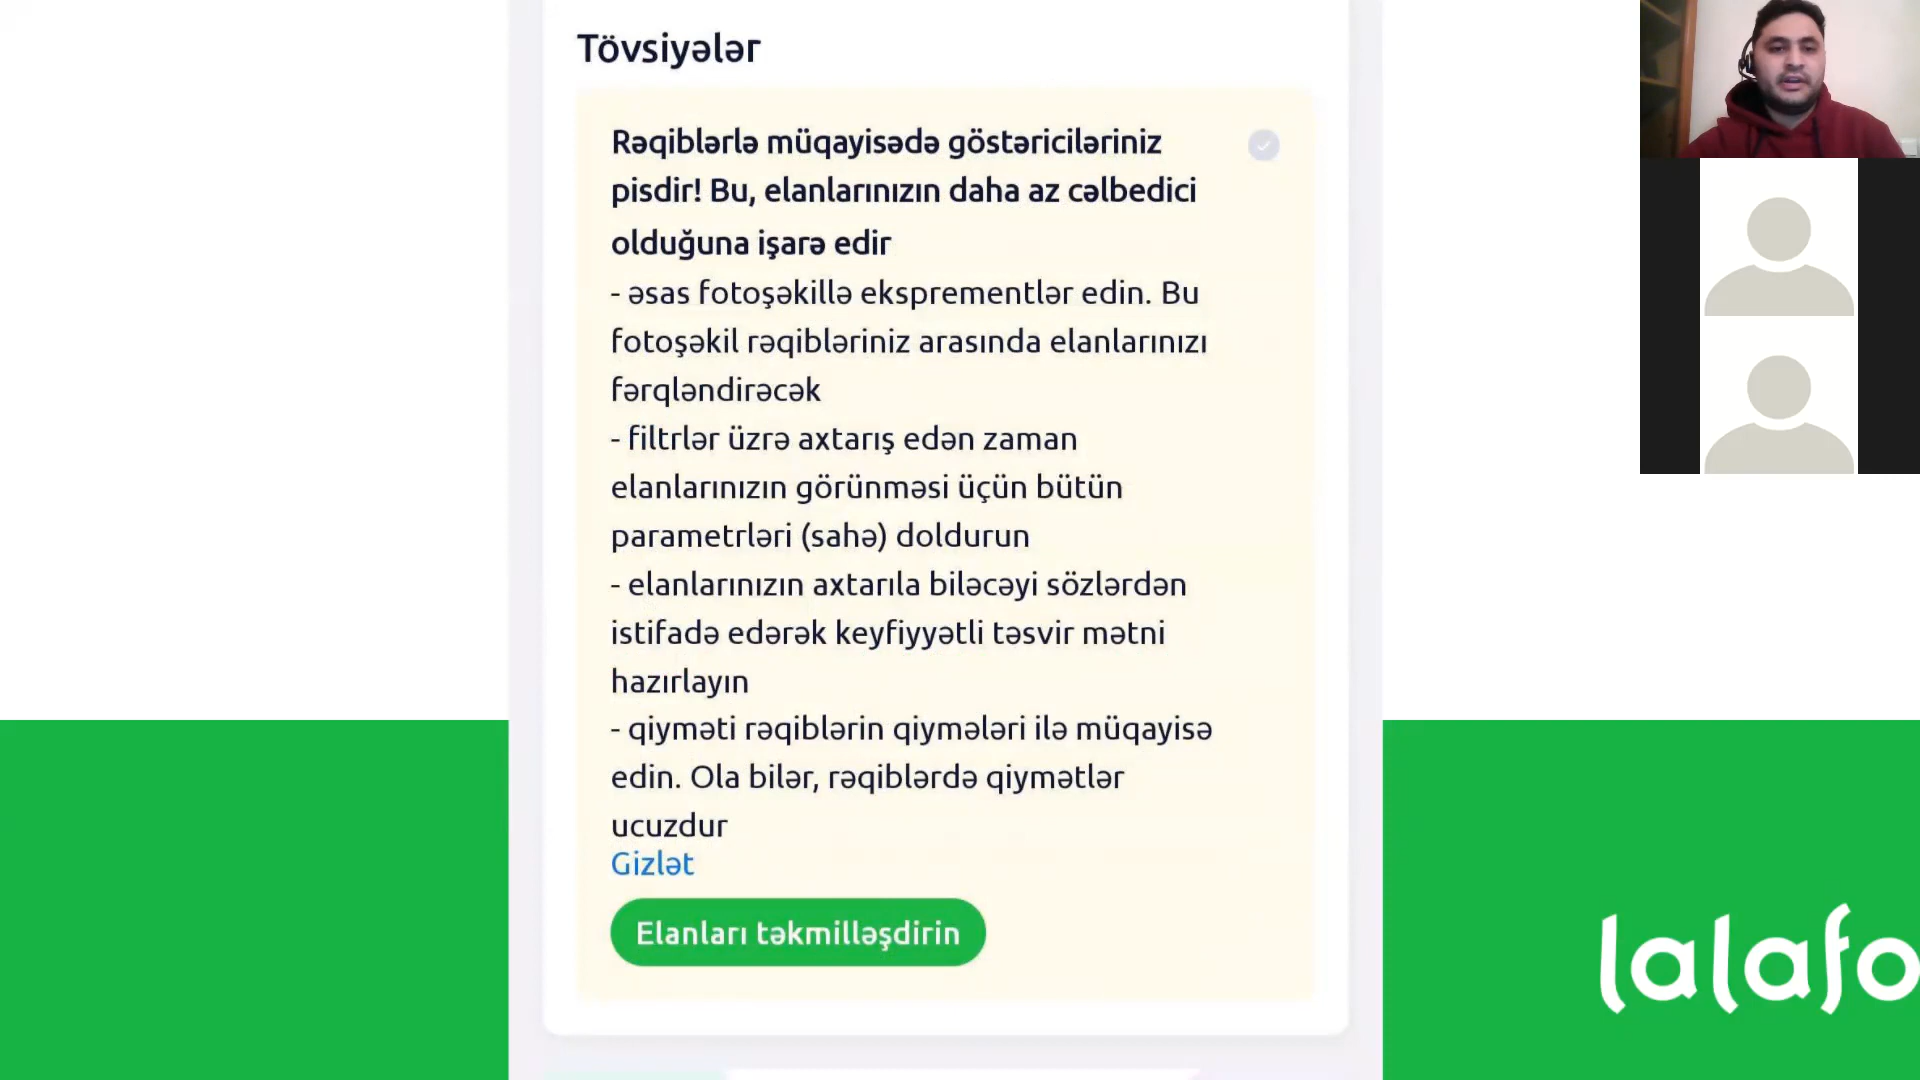 Tövsiyələr
Rəqiblərlə müqayisədə göstəriciləriniz
pisdir! Bu, elanlarınızın daha az cəlbedici
olduğuna işarə edir
- əsas fotoşəkillə eksprementlər edin. Bu
fotoşəkil rəqibləriniz arasında elanlarınızı
fərqləndirəcək
- filtrlər üzrə axtarış edən zaman
elanlarınızın görünməsi üçün bütün
parametrləri (sahə) doldurun
- elanlarınızın axtarıla biləcəyi sözlərdən
istifadə edərək keyfiyyətli təsvir mətni
hazırlayın
- qiyməti rəqiblərin qiymələri ilə müqayisə
edin. Ola bilər, rəqiblərdə qiymətlər
ucuzdur
Gizlət
Elanları təkmilləşdirin
lalafo